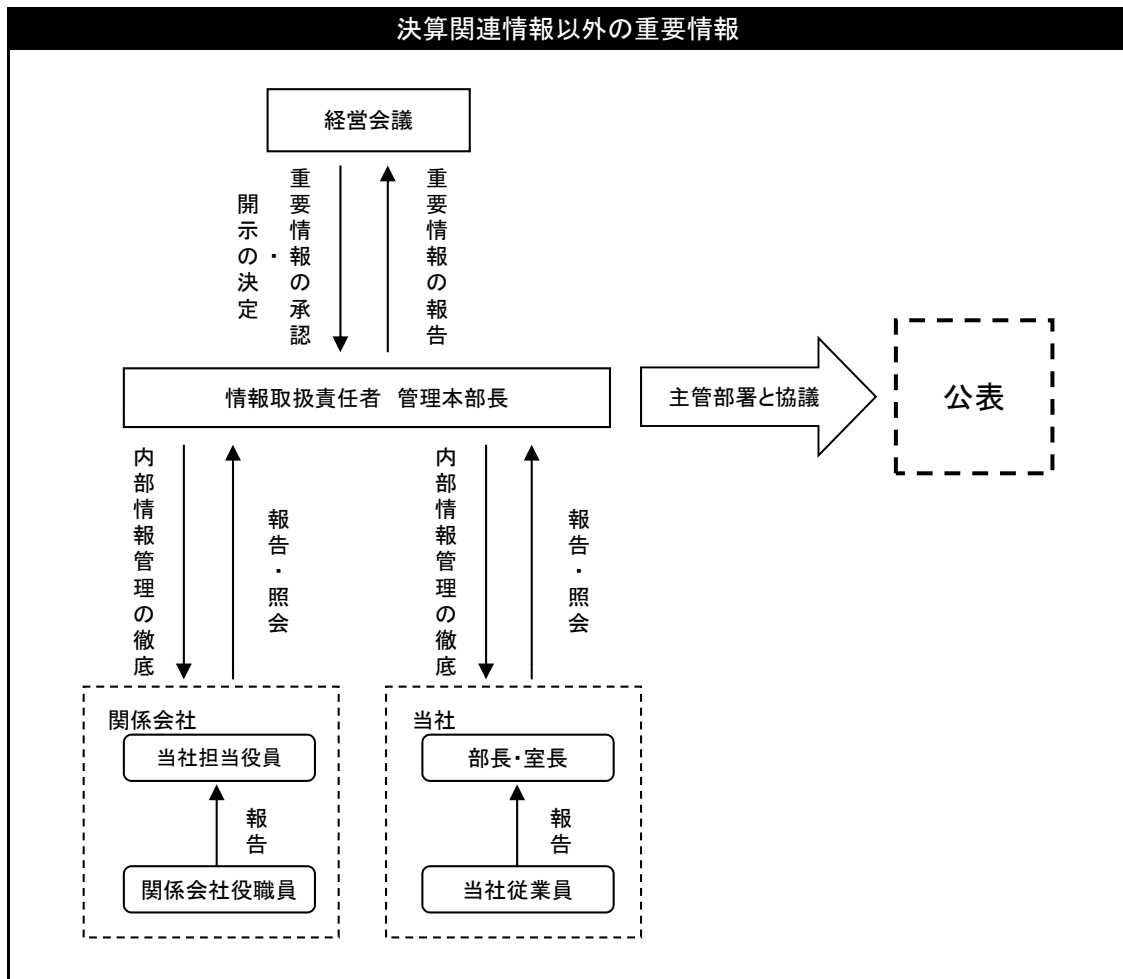 決算関連情報以外の重要情報
経営会議
重要情報の承認
・
開示の決定
重要情報の報告
情報取扱責任者 管理本部長
主管部署と協議
公表
内部情報管理の徹底
報告・照会
内部情報管理の徹底
報告・照会
関係会社
当社担当役員
報告
関係会社役職員
当社
部長・室長
報告
当社従業員